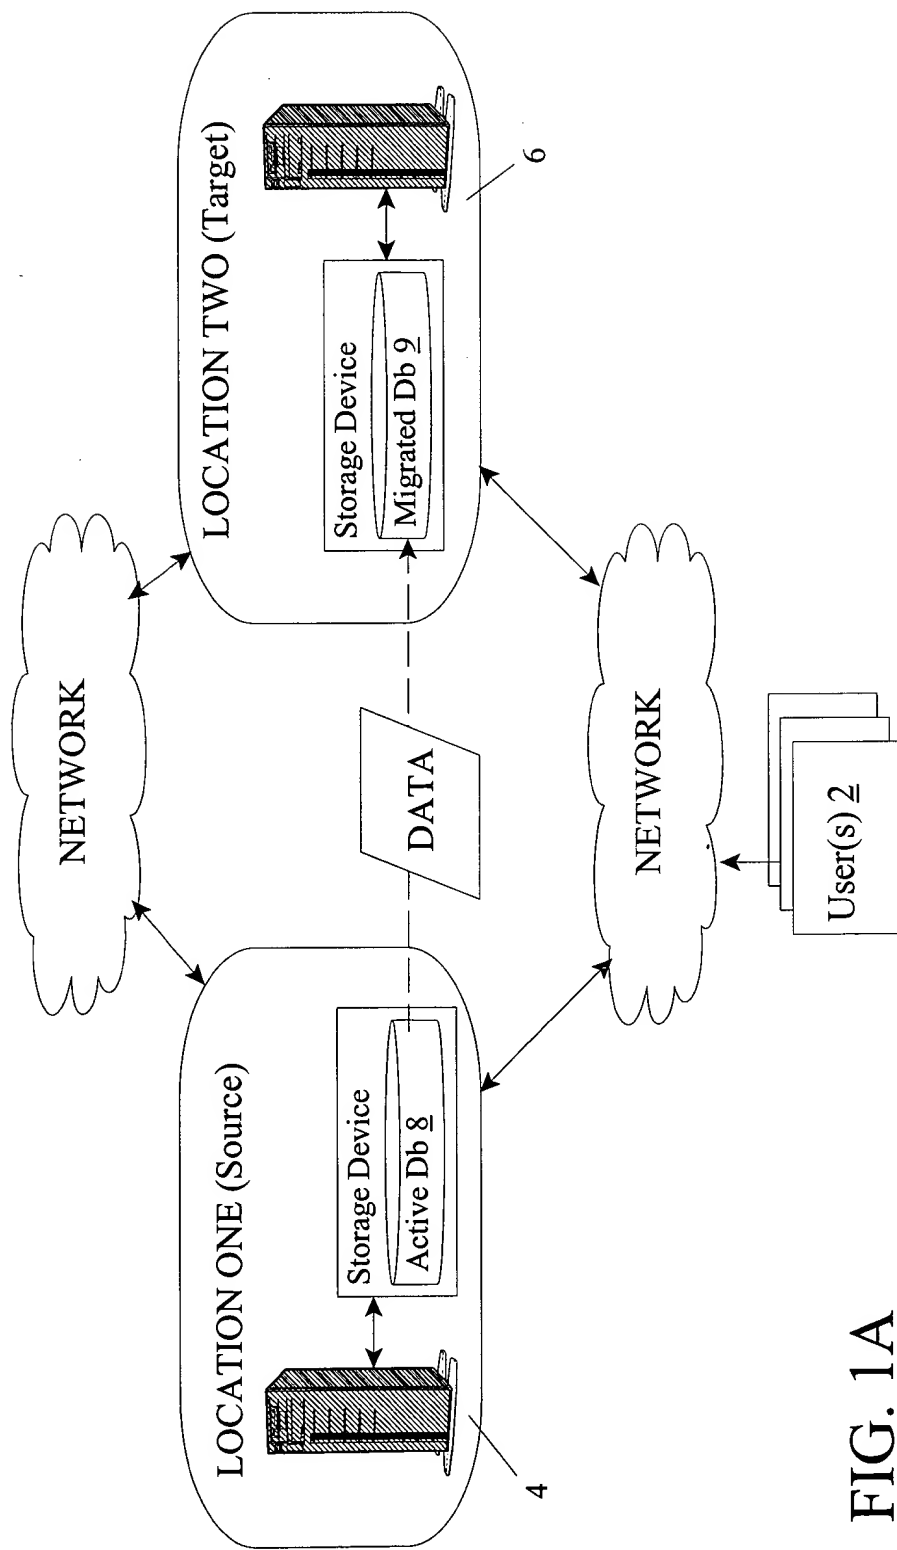 NETWORK
LOCATION ONE (Source)
LOCATION TWO (Target)
Storage Device
Active Db 8
Storage Device
Migrated Db 9
DATA
4
6
NETWORK
User(s) 2
FIG. 1A